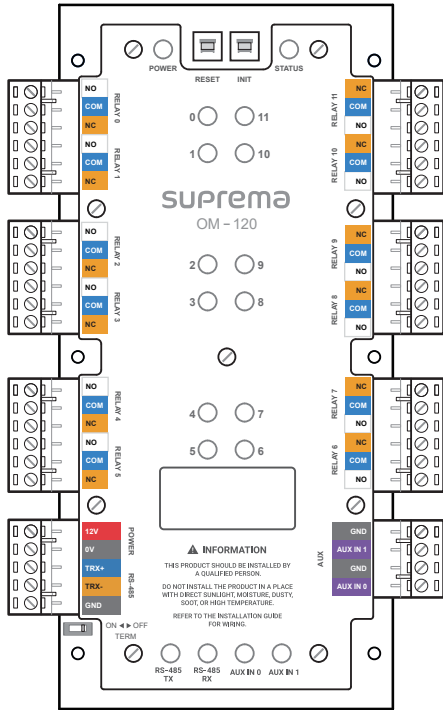 POWER
RESET
INIT
STATUS
NO
COM
NC
RELAY 0
NO
COM
NC
RELAY 1
NC
COM
NO
RELAY 11
NC
COM
NO
RELAY 10
0
11
1
10
suprema
OM – 120
NO
COM
NC
RELAY 2
NO
COM
NC
RELAY 3
NC
COM
NO
RELAY 9
NC
COM
NO
RELAY 8
2
9
3
8
NO
COM
NC
RELAY 4
NO
COM
NC
RELAY 5
NC
COM
NO
RELAY 7
NC
COM
NO
RELAY 6
4
7
5
6
12V
0V
POWER
TRX+
TRX-
GND
RS-485
GND
AUX IN 1
GND
AUX IN 0
AUX
INFORMATION
THIS PRODUCT SHOULD BE INSTALLED BY
A QUALIFIED PERSON.
DO NOT INSTALL THE PRODUCT IN A PLACE
WITH DIRECT SUNLIGHT, MOISTURE, DUSTY,
SOOT, OR HIGH TEMPERATURE.
REFER TO THE INSTALLATION GUIDE
FOR WIRING.
ON ◄► OFF
TERM
RS-485
TX
RS-485
RX
AUX IN 0
AUX IN 1